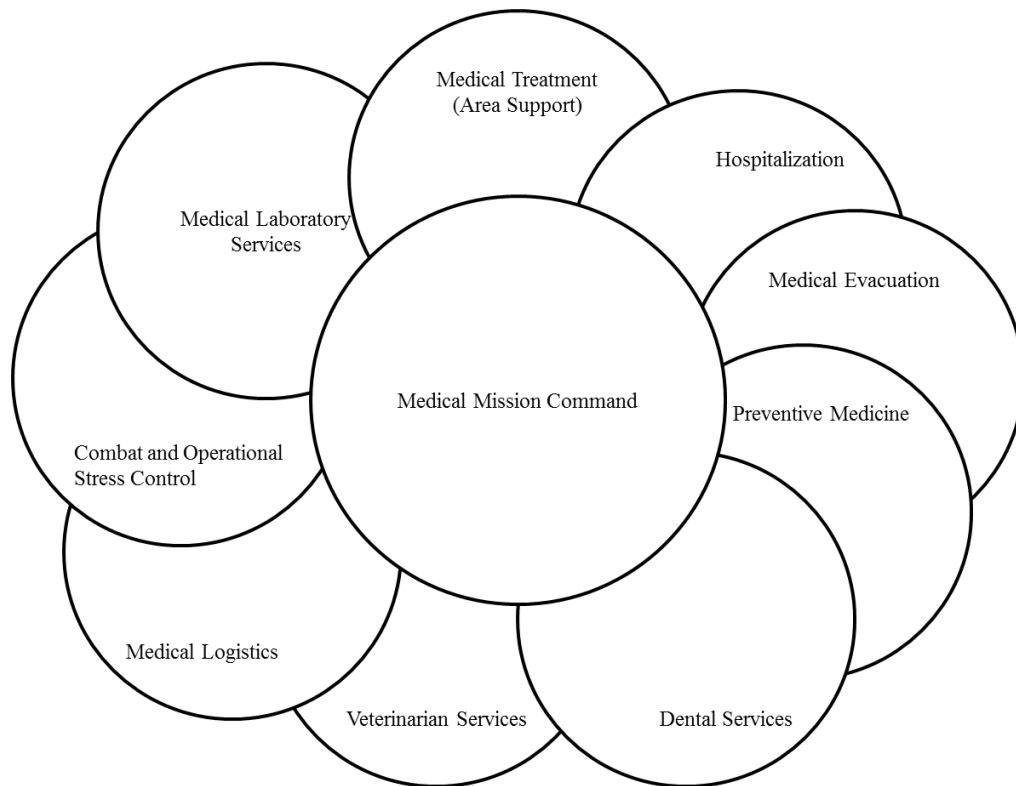 Medical Treatment
(Area Support)
Hospitalization
Medical Laboratory
Services
Medical Evacuation
Medical Mission Command
Preventive Medicine
Combat and Operational
Stress Control
Medical Logistics
Veterinarian Services
Dental Services